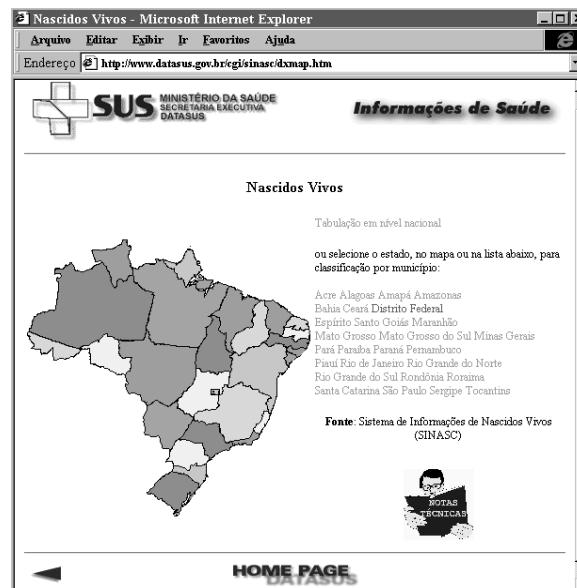 Nascidos Vivos - Microsoft Internet Explorer
Arquivo Editar Exibir Ir Favoritos Ajuda
Endereço http://www.datasus.gov.br/cgi/sinasc/dxmap.htm
SUS MINISTÉRIO DA SAÚDE
SECRETARIA EXECUTIVA
DATASUS
Informações de Saúde
Nascidos Vivos
Tabulação em nível nacional
ou selecione o estado, no mapa ou na lista abaixo, para
classificação por município:
Acre Alagoas Amapá Amazonas
Bahia Ceará Distrito Federal
Espírito Santo Goiás Maranhão
Mato Grosso Mato Grosso do Sul Minas Gerais
Pará Paraíba Paraná Pernambuco
Piauí Rio de Janeiro Rio Grande do Norte
Rio Grande do Sul Rondônia Roraima
Santa Catarina São Paulo Sergipe Tocantins
Fonte: Sistema de Informações de Nascidos Vivos
(SINASC)
NOTAS
TÉCNICAS
HOME PAGE
DATASUS